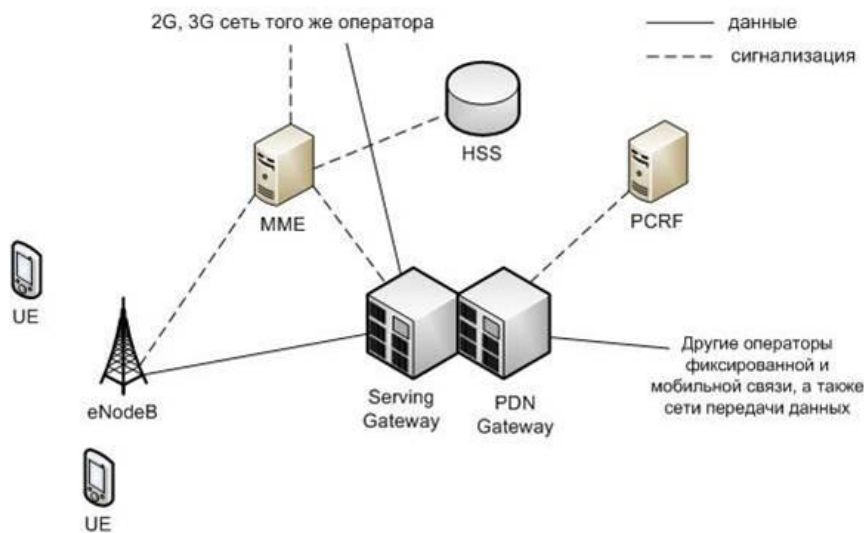 2G, 3G сеть того же оператора
данные
сигнализация
HSS
MME
PCRF
UE
eNodeB
Serving
Gateway
PDN
Gateway
Другие операторы
фиксированной и
мобильной связи, а также
сети передачи данных
UE